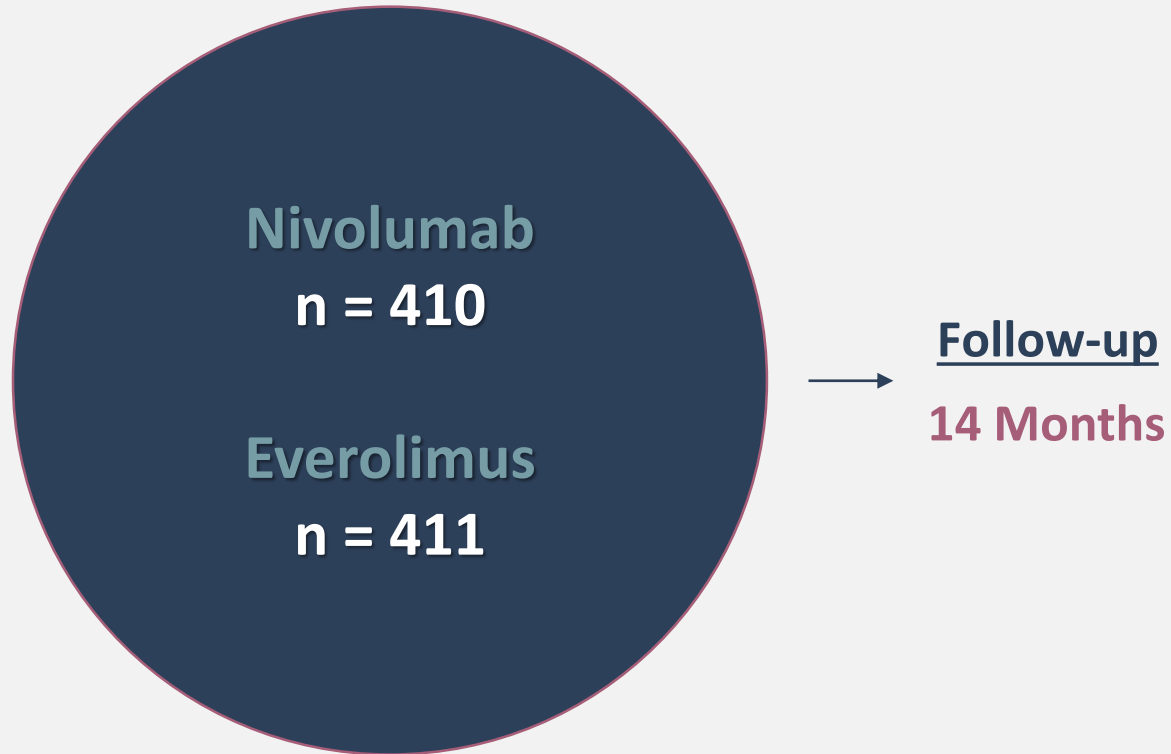 Nivolumab
n = 410
Everolimus
n = 411
Follow-up
14 Months